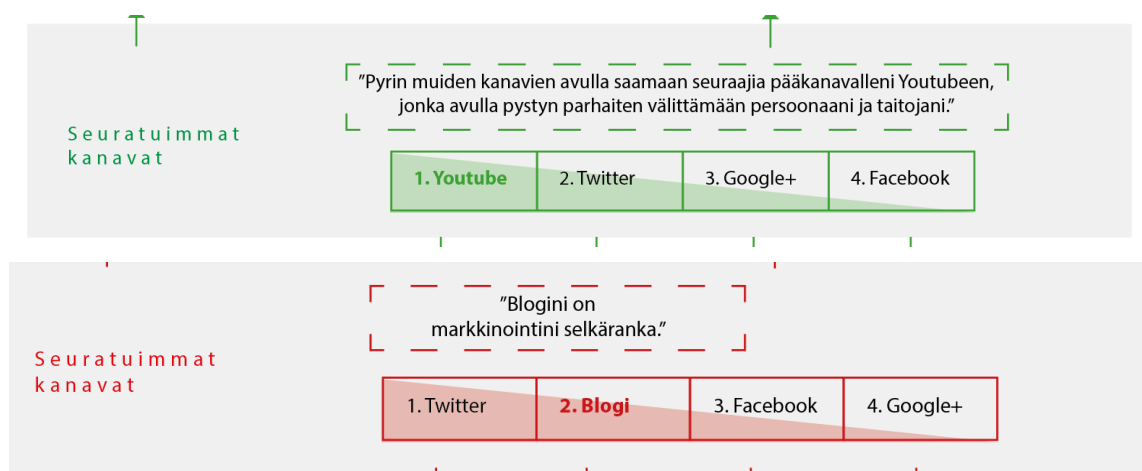 "Pyrin muiden kanavien avulla saamaan seuraajia pääkanavalleni Youtubeen,
jonka avulla pystyn parhaiten välittämään persoonaani ja taitojani."
Seuratuimmat
kanavat
1. Youtube 2. Twitter 3. Google+ 4. Facebook
"Blogini on
markkinointini selkäranka."
Seuratuimmat
kanavat
1. Twitter 2. Blogi 3. Facebook 4. Google+